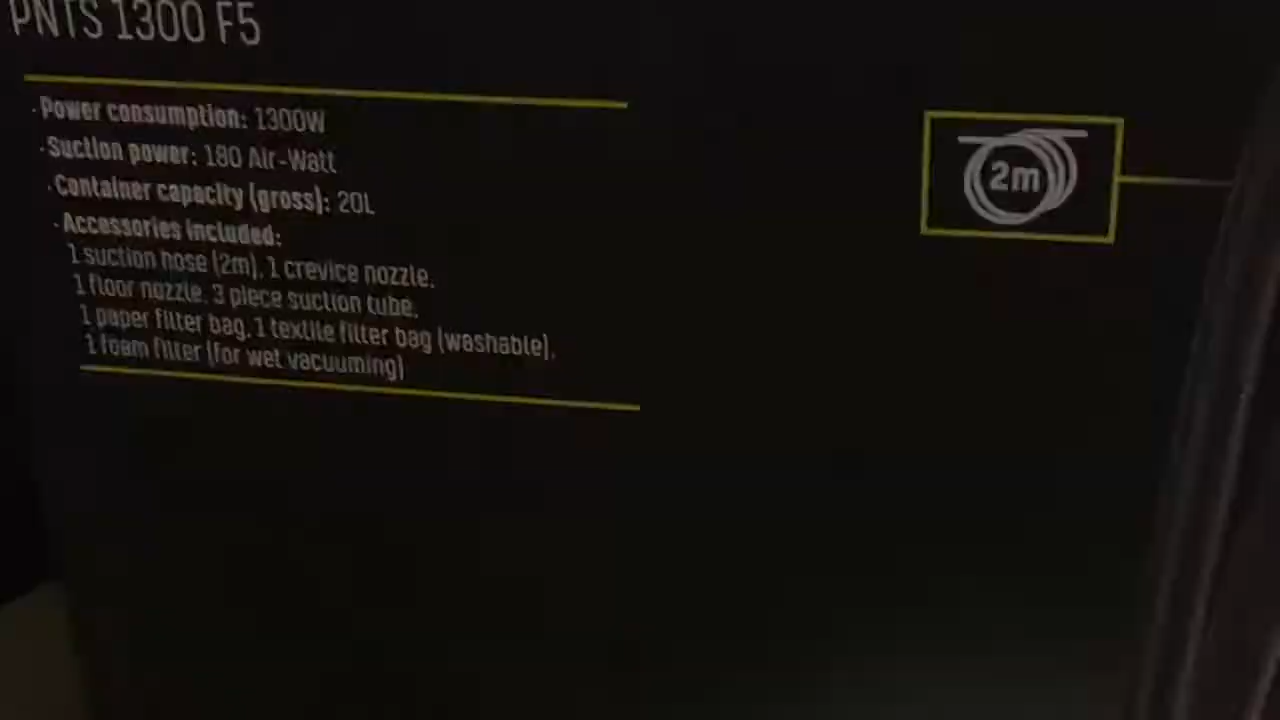 PNTS 1300 F5
· Power consumption: 1300W
· Suction power: 180 Air-Watt
· Container capacity (gross): 20L
· Accessories included:
1 suction hose (2m), 1 crevice nozzle,
1 floor nozzle, 3 piece suction tube,
1 paper filter bag, 1 textile filter bag (washable),
1 foam filter (for wet vacuuming)
2m